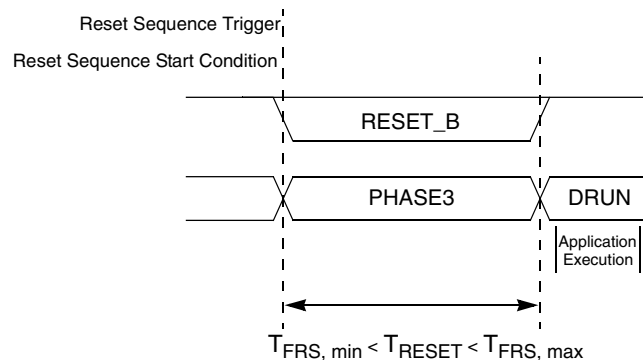 Reset Sequence Trigger
Reset Sequence Start Condition
RESET_B
PHASE3
DRUN
Application
Execution
TFRS, min < TRESET < TFRS, max